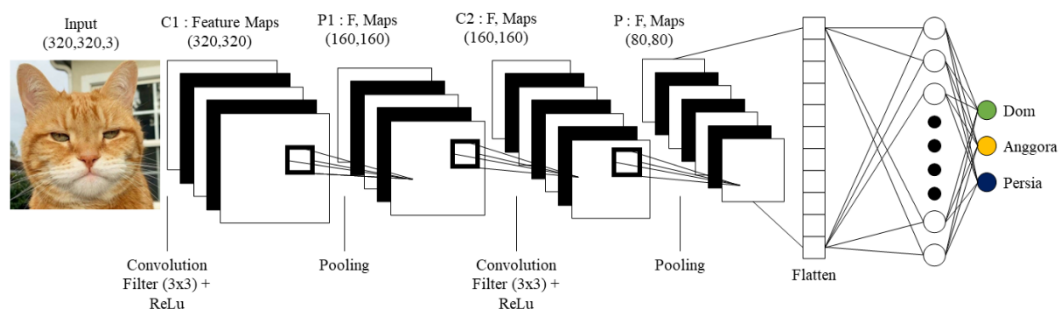 Input
(320,320,3)
C1 : Feature Maps
(320,320)
P1 : F, Maps
(160,160)
C2 : F, Maps
(160,160)
P : F, Maps
(80,80)
Dom
Anggora
Persia
Convolution
Filter (3x3) +
ReLu
Pooling
Convolution
Filter (3x3) +
ReLu
Pooling
Flatten